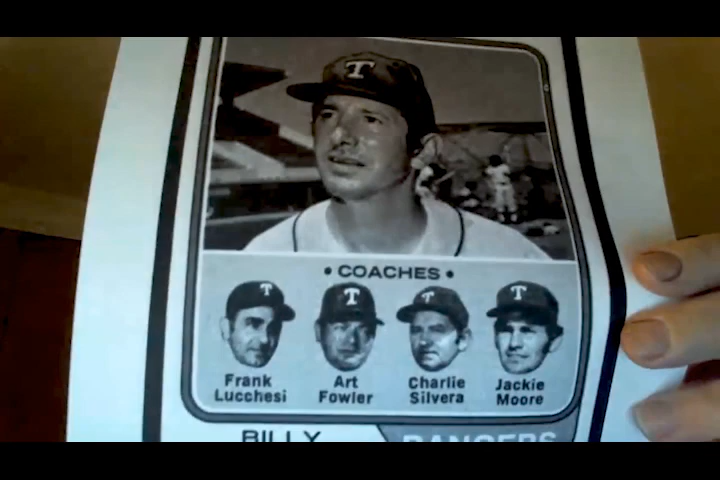 T
• COACHES •
T T T T
Frank Lucchesi
Art Fowler
Charlie Silvera
Jackie Moore
BILLY RANGERS